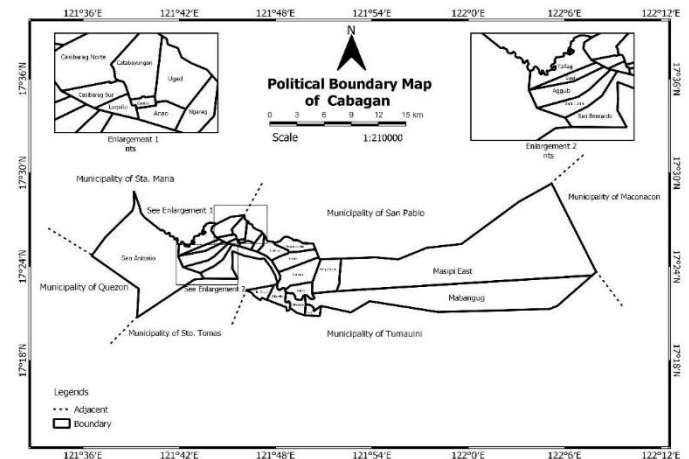 121°36'E 121°42'E 121°48'E 121°54'E 122°0'E 122°6'E 122°12'E
17°36'N
17°30'N
17°24'N
17°18'N
Casibarag Norte
Catabayungan
Ugad
Casibarag Sur
Luquilu
Anao
Ngarag
Enlargement 1
nts
Political Boundary Map
of Cabagan
0 3 6 9 12 15 km
Scale 1:210000
Aggub
San Bernardo
Enlargement 2
nts
Municipality of Sta. Maria
See Enlargement 1
Municipality of San Pablo
Municipality of Maconacon
San Antonio
Masipi East
Mabangug
Municipality of Quezon
See Enlargement 2
Municipality of Sto. Tomas
Municipality of Tumauini
17°36'N
17°30'N
17°24'N
17°18'N
Legends
Adjacent
Boundary
121°36'E 121°42'E 121°48'E 121°54'E 122°0'E 122°6'E 122°12'E